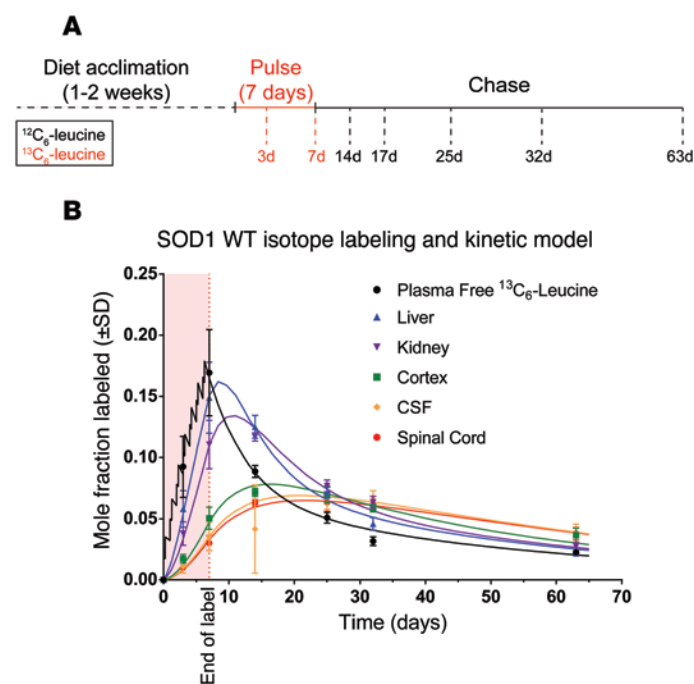 A
Diet acclimation
(1-2 weeks)
Pulse
(7 days)
Chase
¹²C₆-leucine
¹³C₆-leucine
3d 7d 14d 17d 25d 32d 63d
B
SOD1 WT isotope labeling and kinetic model
Mole fraction labeled (±SD)
0.25
0.20
0.15
0.10
0.05
0.00
Plasma Free ¹³C₆-Leucine
Liver
Kidney
Cortex
CSF
Spinal Cord
0 10 20 30 40 50 60 70
End of label
Time (days)